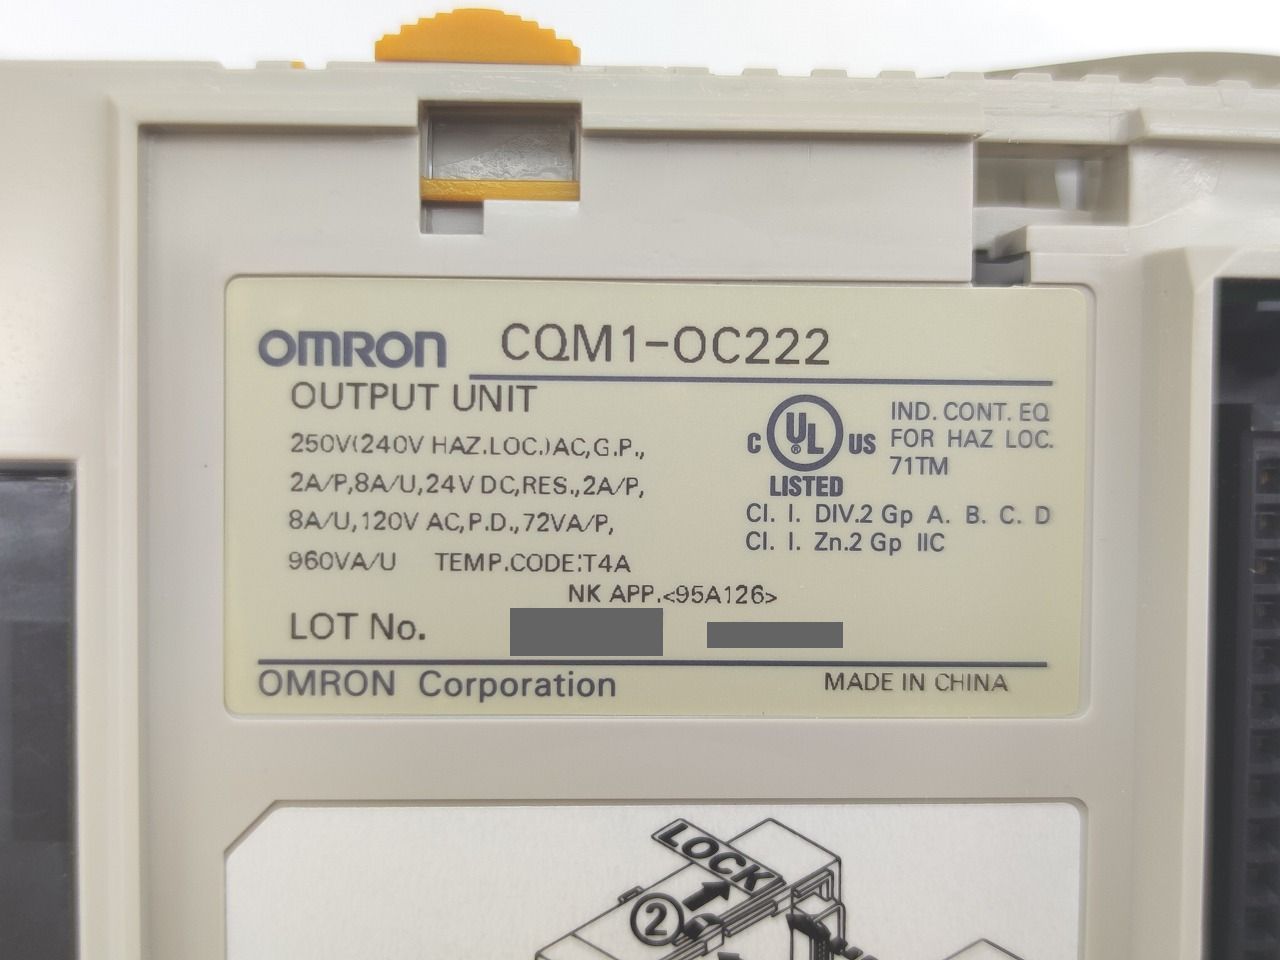 OMRON CQM1-OC222
OUTPUT UNIT
250V(240V HAZ.LOC.)AC,G.P.,
2A/P,8A/U,24V DC,RES.,2A/P,
8A/U,120V AC,P.D.,72VA/P,
960VA/U TEMP.CODE:T4A
C UL US
LISTED
IND. CONT. EQ
FOR HAZ LOC.
71TM
Cl. I. DIV.2 Gp A. B. C. D
Cl. I. Zn.2 Gp IIC
NK APP.<95A126>
LOT No.
OMRON Corporation MADE IN CHINA
LOCK
2